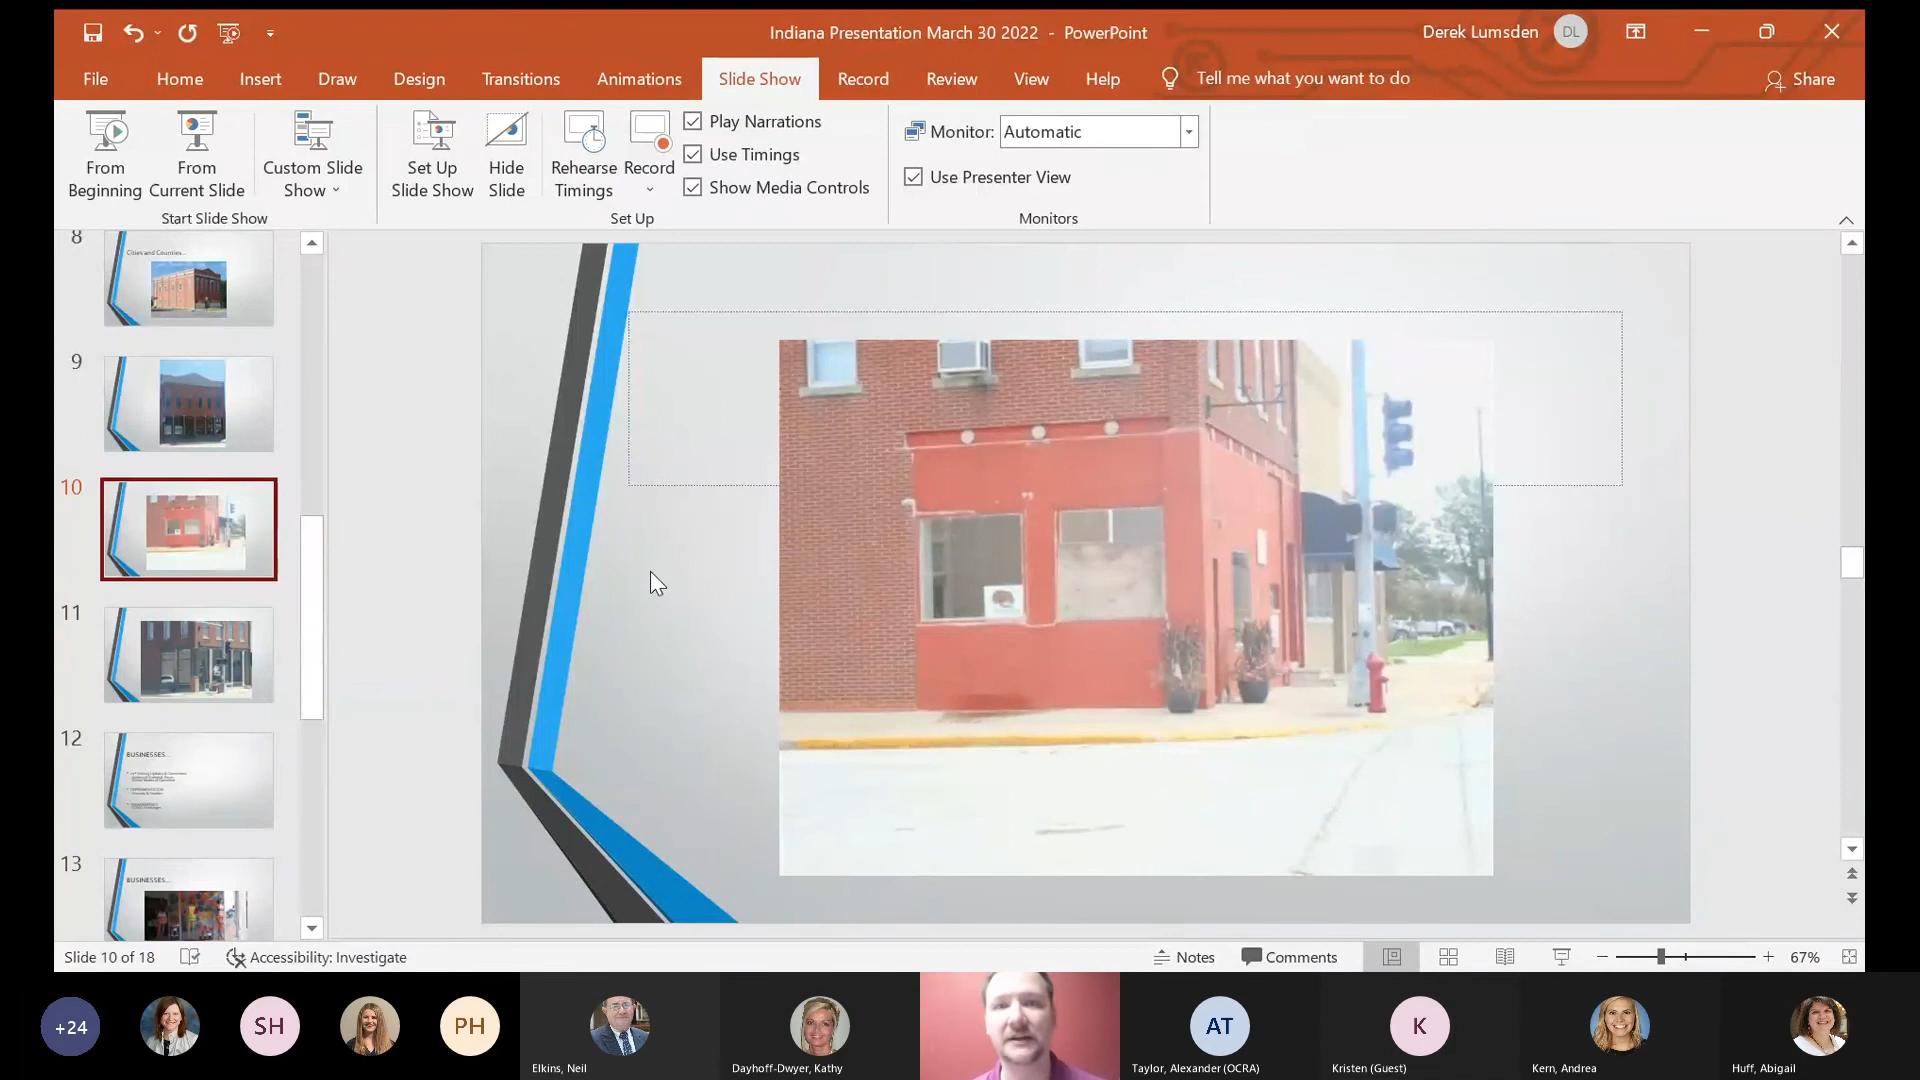 Indiana Presentation March 30 2022 - PowerPoint
Derek Lumsden
DL
File
Home
Insert
Draw
Design
Transitions
Animations
Slide Show
Record
Review
View
Help
Tell me what you want to do
Share
From Beginning
From Current Slide
Custom Slide Show
Set Up Slide Show
Hide Slide
Rehearse Timings
Record
Play Narrations
Use Timings
Show Media Controls
Monitor:
Automatic
Use Presenter View
Start Slide Show
Set Up
Monitors
8
Cities and Counties...
9
10
11
12
BUSINESSES...
13
BUSINESSES...
Slide 10 of 18
Accessibility: Investigate
Notes
Comments
67%
+24
SH
PH
AT
K
Elkins, Neil
Dayhoff-Dwyer, Kathy
Taylor, Alexander (OCRA)
Kristen (Guest)
Kern, Andrea
Huff, Abigail